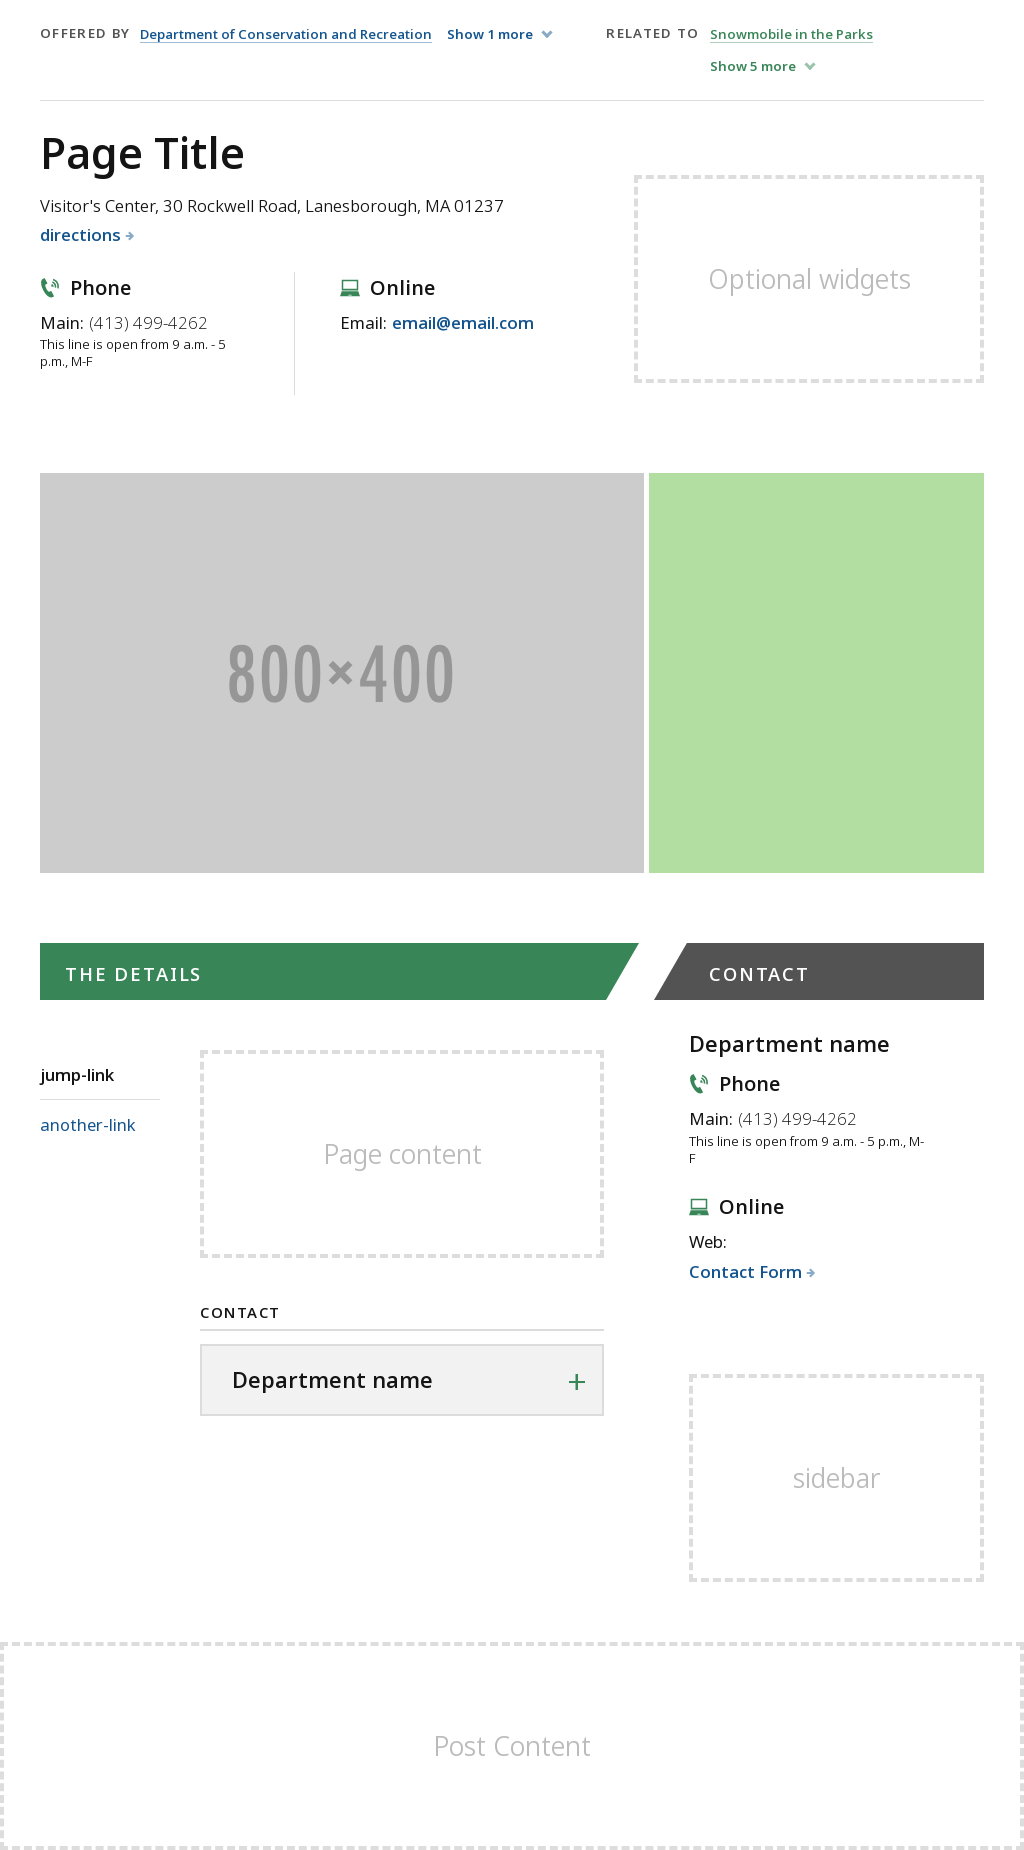 OFFERED BY Department of Conservation and Recreation Show 1 more
RELATED TO Snowmobile in the Parks
Show 5 more
Page Title
Visitor's Center, 30 Rockwell Road, Lanesborough, MA 01237
directions
Phone
Main: (413) 499-4262
This line is open from 9 a.m. - 5
p.m., M-F
Online
Email: email@email.com
Optional widgets
800×400
THE DETAILS
jump-link
another-link
Page content
CONTACT
Department name
CONTACT
Department name
Phone
Main: (413) 499-4262
This line is open from 9 a.m. - 5 p.m., M-
F
Online
Web:
Contact Form
sidebar
Post Content